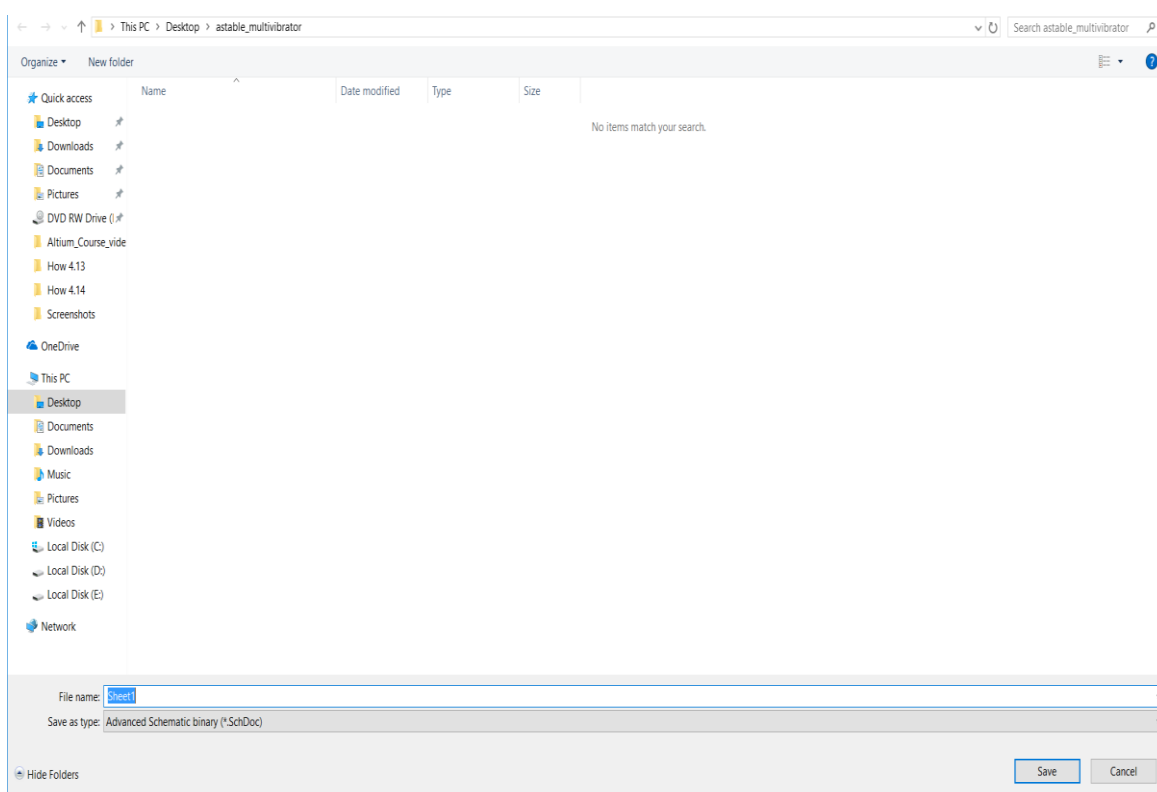 This PC > Desktop > astable_multivibrator
Search astable_multivibrator
Organize
New folder
Name
Date modified
Type
Size
No items match your search.
Quick access
Desktop
Downloads
Documents
Pictures
DVD RW Drive (
Altium_Course_vide
How 4.13
How 4.14
Screenshots
OneDrive
This PC
Desktop
Documents
Downloads
Music
Pictures
Videos
Local Disk (C:)
Local Disk (D:)
Local Disk (E:)
Network
File name: Sheet1
Save as type: Advanced Schematic binary (*.SchDoc)
Hide Folders
Save
Cancel